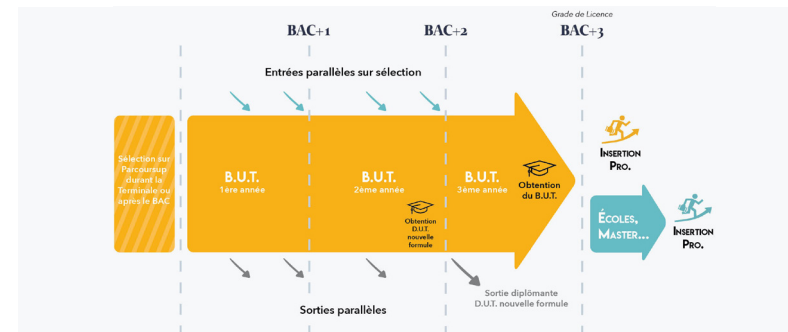 Grade de Licence
BAC+1
BAC+2
BAC+3
Entrées parallèles sur sélection
Sélection sur
Parcoursup
durant la
Terminale ou
après le BAC
B.U.T.
1ère année
B.U.T.
2ème année
B.U.T.
3ème année
Obtention
D.U.T.
nouvelle
formule
Obtention
du B.U.T.
INSERTION
PRO.
ÉCOLES,
MASTER...
INSERTION
PRO.
Sortie diplômante
D.U.T. nouvelle formule
Sorties parallèles